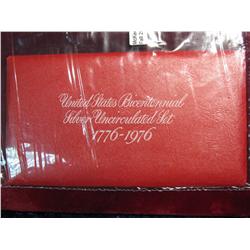 United States Bicentennial
Silver Uncirculated Set
1776-1976